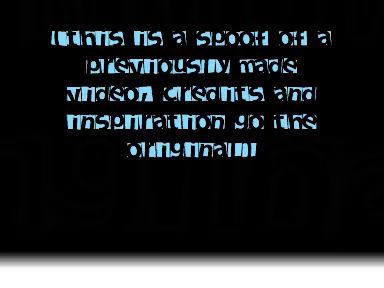 (this is a spoof of a
previously made
video, credits and
inspiration go the
original)